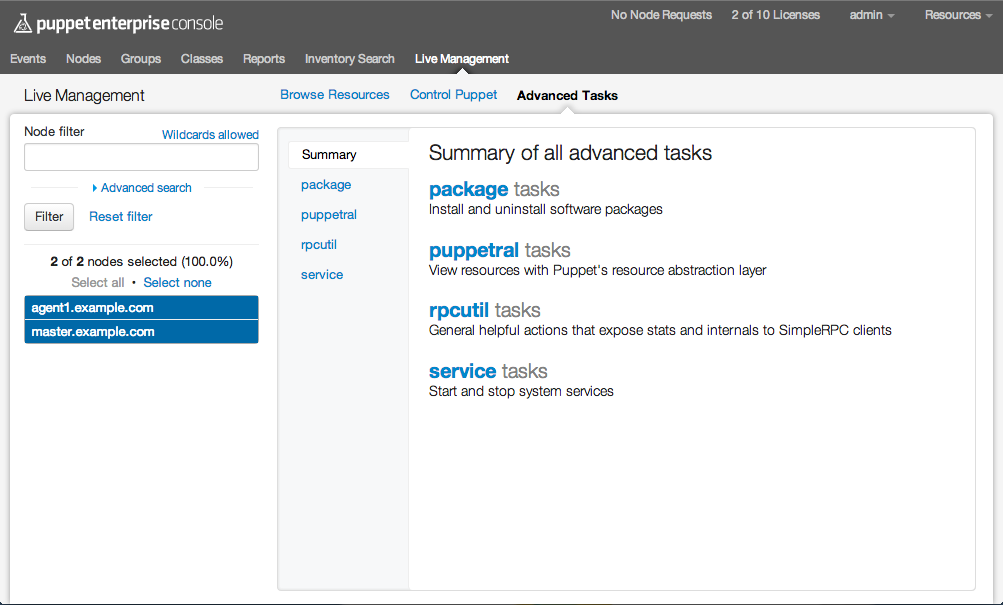 puppet enterprise console
No Node Requests 2 of 10 Licenses admin Resources
Events Nodes Groups Classes Reports Inventory Search Live Management
Live Management
Browse Resources Control Puppet Advanced Tasks
Node filter Wildcards allowed
Advanced search
Filter Reset filter
2 of 2 nodes selected (100.0%)
Select all • Select none
agent1.example.com
master.example.com
Summary
package
puppetral
rpcutil
service
Summary of all advanced tasks
package tasks
Install and uninstall software packages
puppetral tasks
View resources with Puppet's resource abstraction layer
rpcutil tasks
General helpful actions that expose stats and internals to SimpleRPC clients
service tasks
Start and stop system services